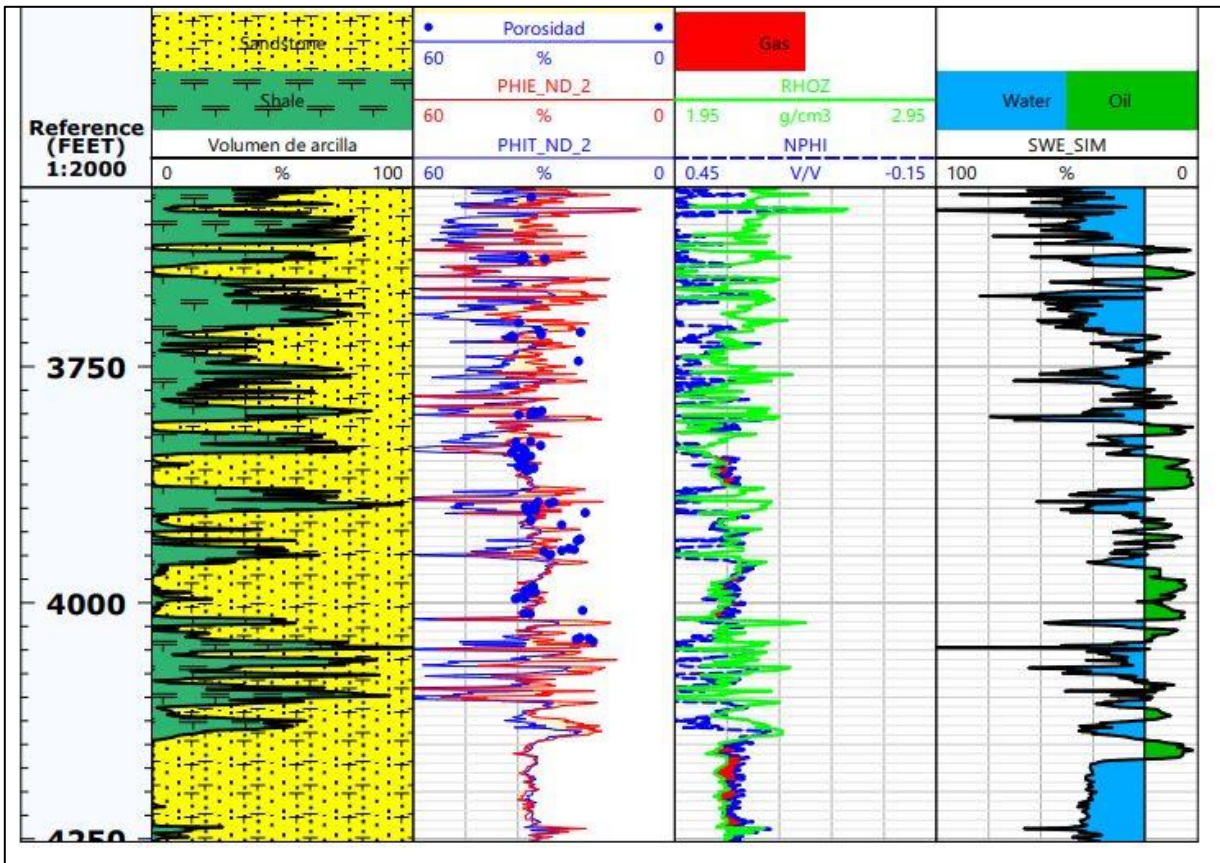 Reference
(FEET)
1:2000
Sandstone
Shale
Volumen de arcilla
0 % 100
Porosidad
60 % 0
PHIE_ND_2
60 % 0
PHIT_ND_2
60 % 0
Gas
RHOZ
1.95 g/cm3 2.95
NPHI
0.45 V/V -0.15
Water Oil
SWE_SIM
100 % 0
3750
4000
4250